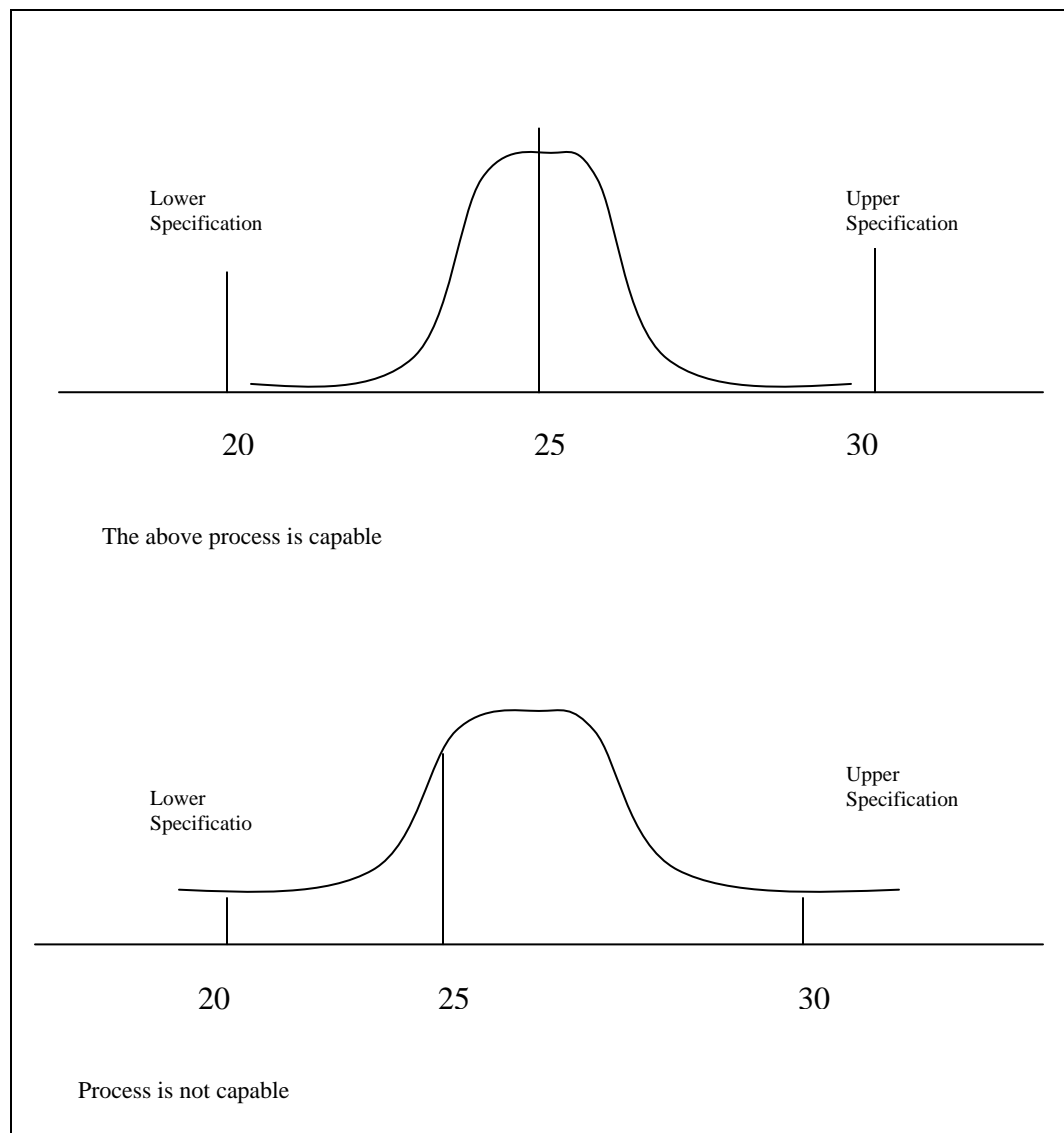 Lower
Specification
Upper
Specification
20
25
30
The above process is capable
Lower
Specificatio
Upper
Specification
20
25
30
Process is not capable